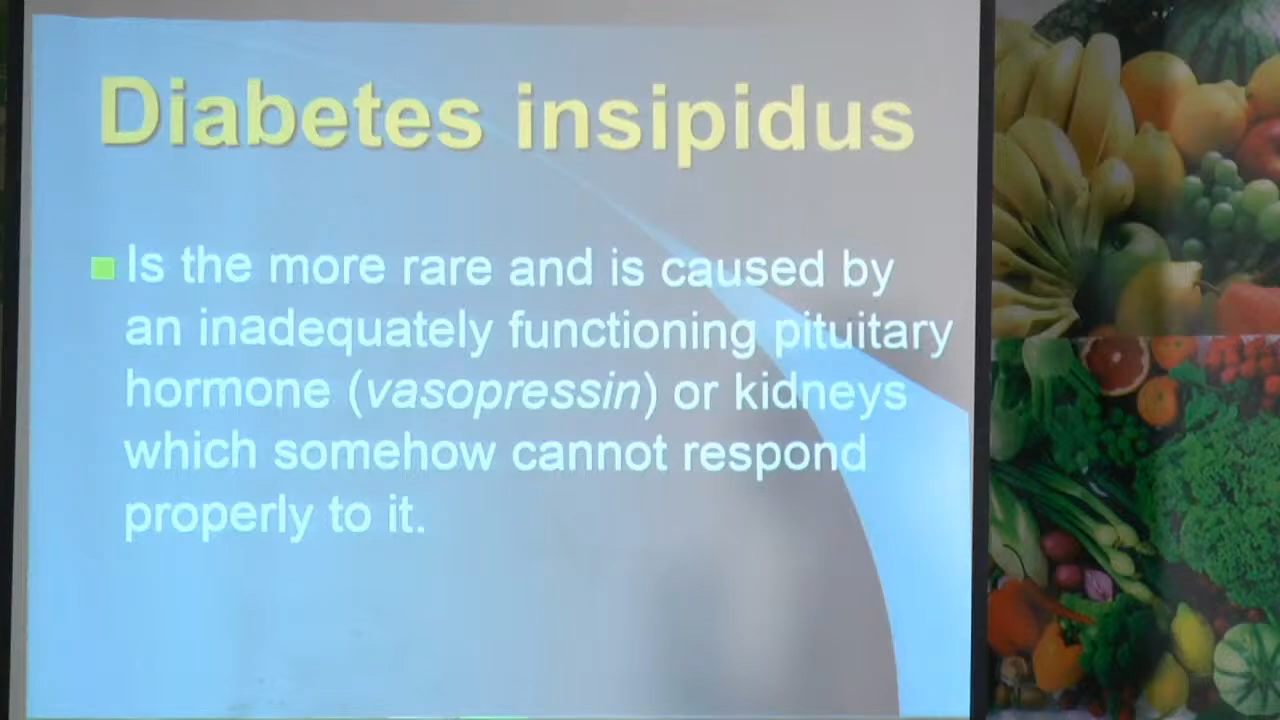 Diabetes insipidus
Is the more rare and is caused by
an inadequately functioning pituitary
hormone (vasopressin) or kidneys
which somehow cannot respond
properly to it.